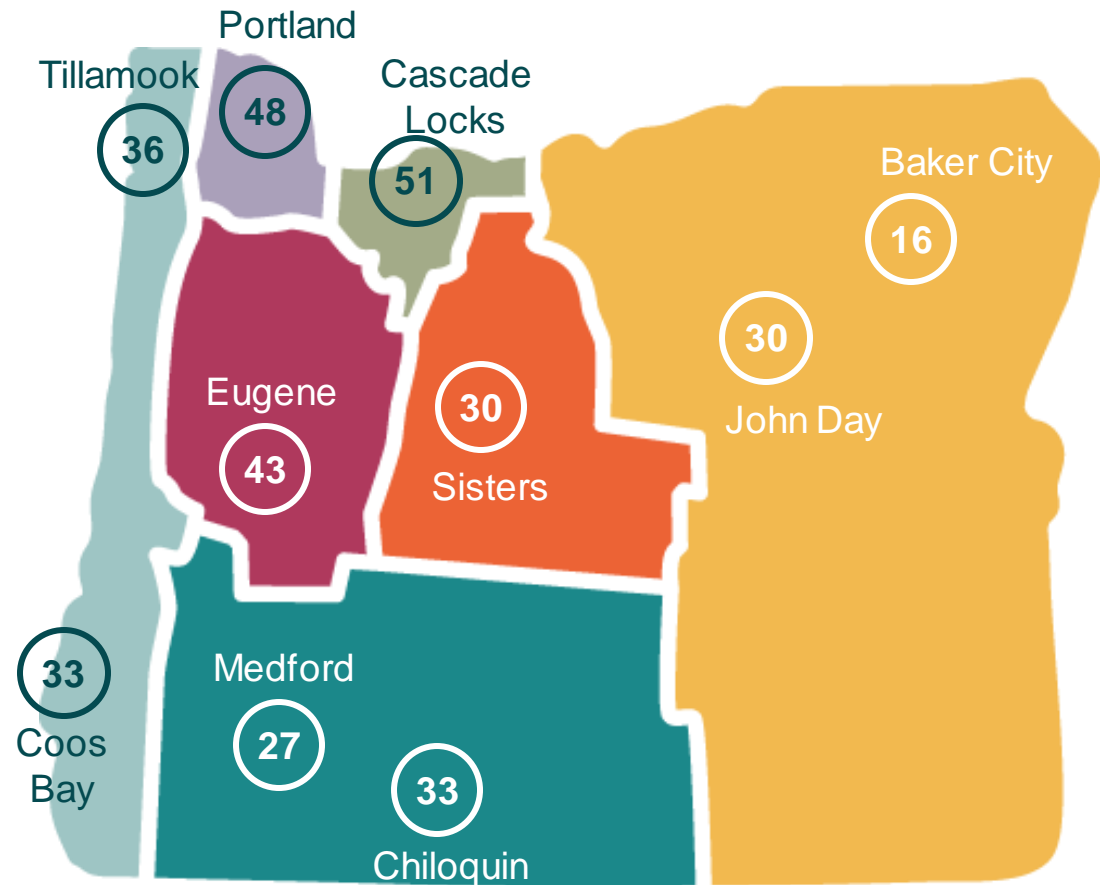 Portland
48
Tillamook
36
Cascade
Locks
51
Baker City
16
30
John Day
Eugene
43
30
Sisters
33
Coos
Bay
Medford
27
33
Chiloquin